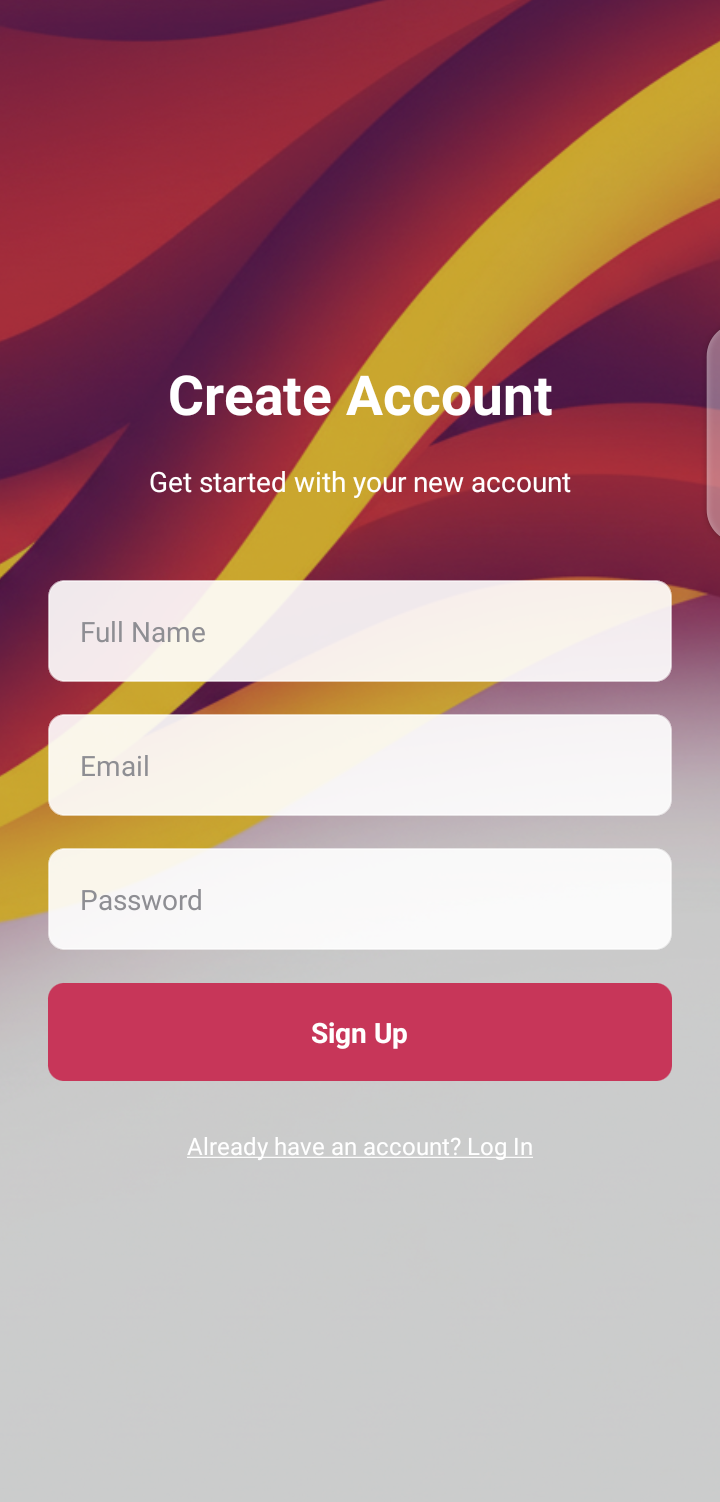 Create Account
Get started with your new account
Full Name
Email
Password
Sign Up
Already have an account? Log In